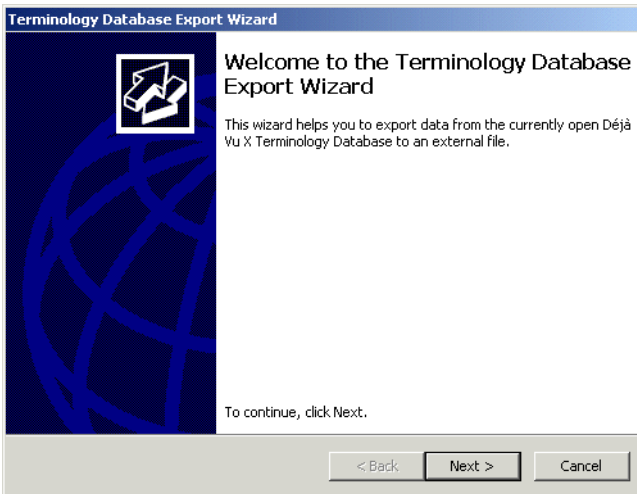 Terminology Database Export Wizard
Welcome to the Terminology Database
Export Wizard
This wizard helps you to export data from the currently open Déjà
Vu X Terminology Database to an external file.
To continue, click Next.
< Back
Next >
Cancel